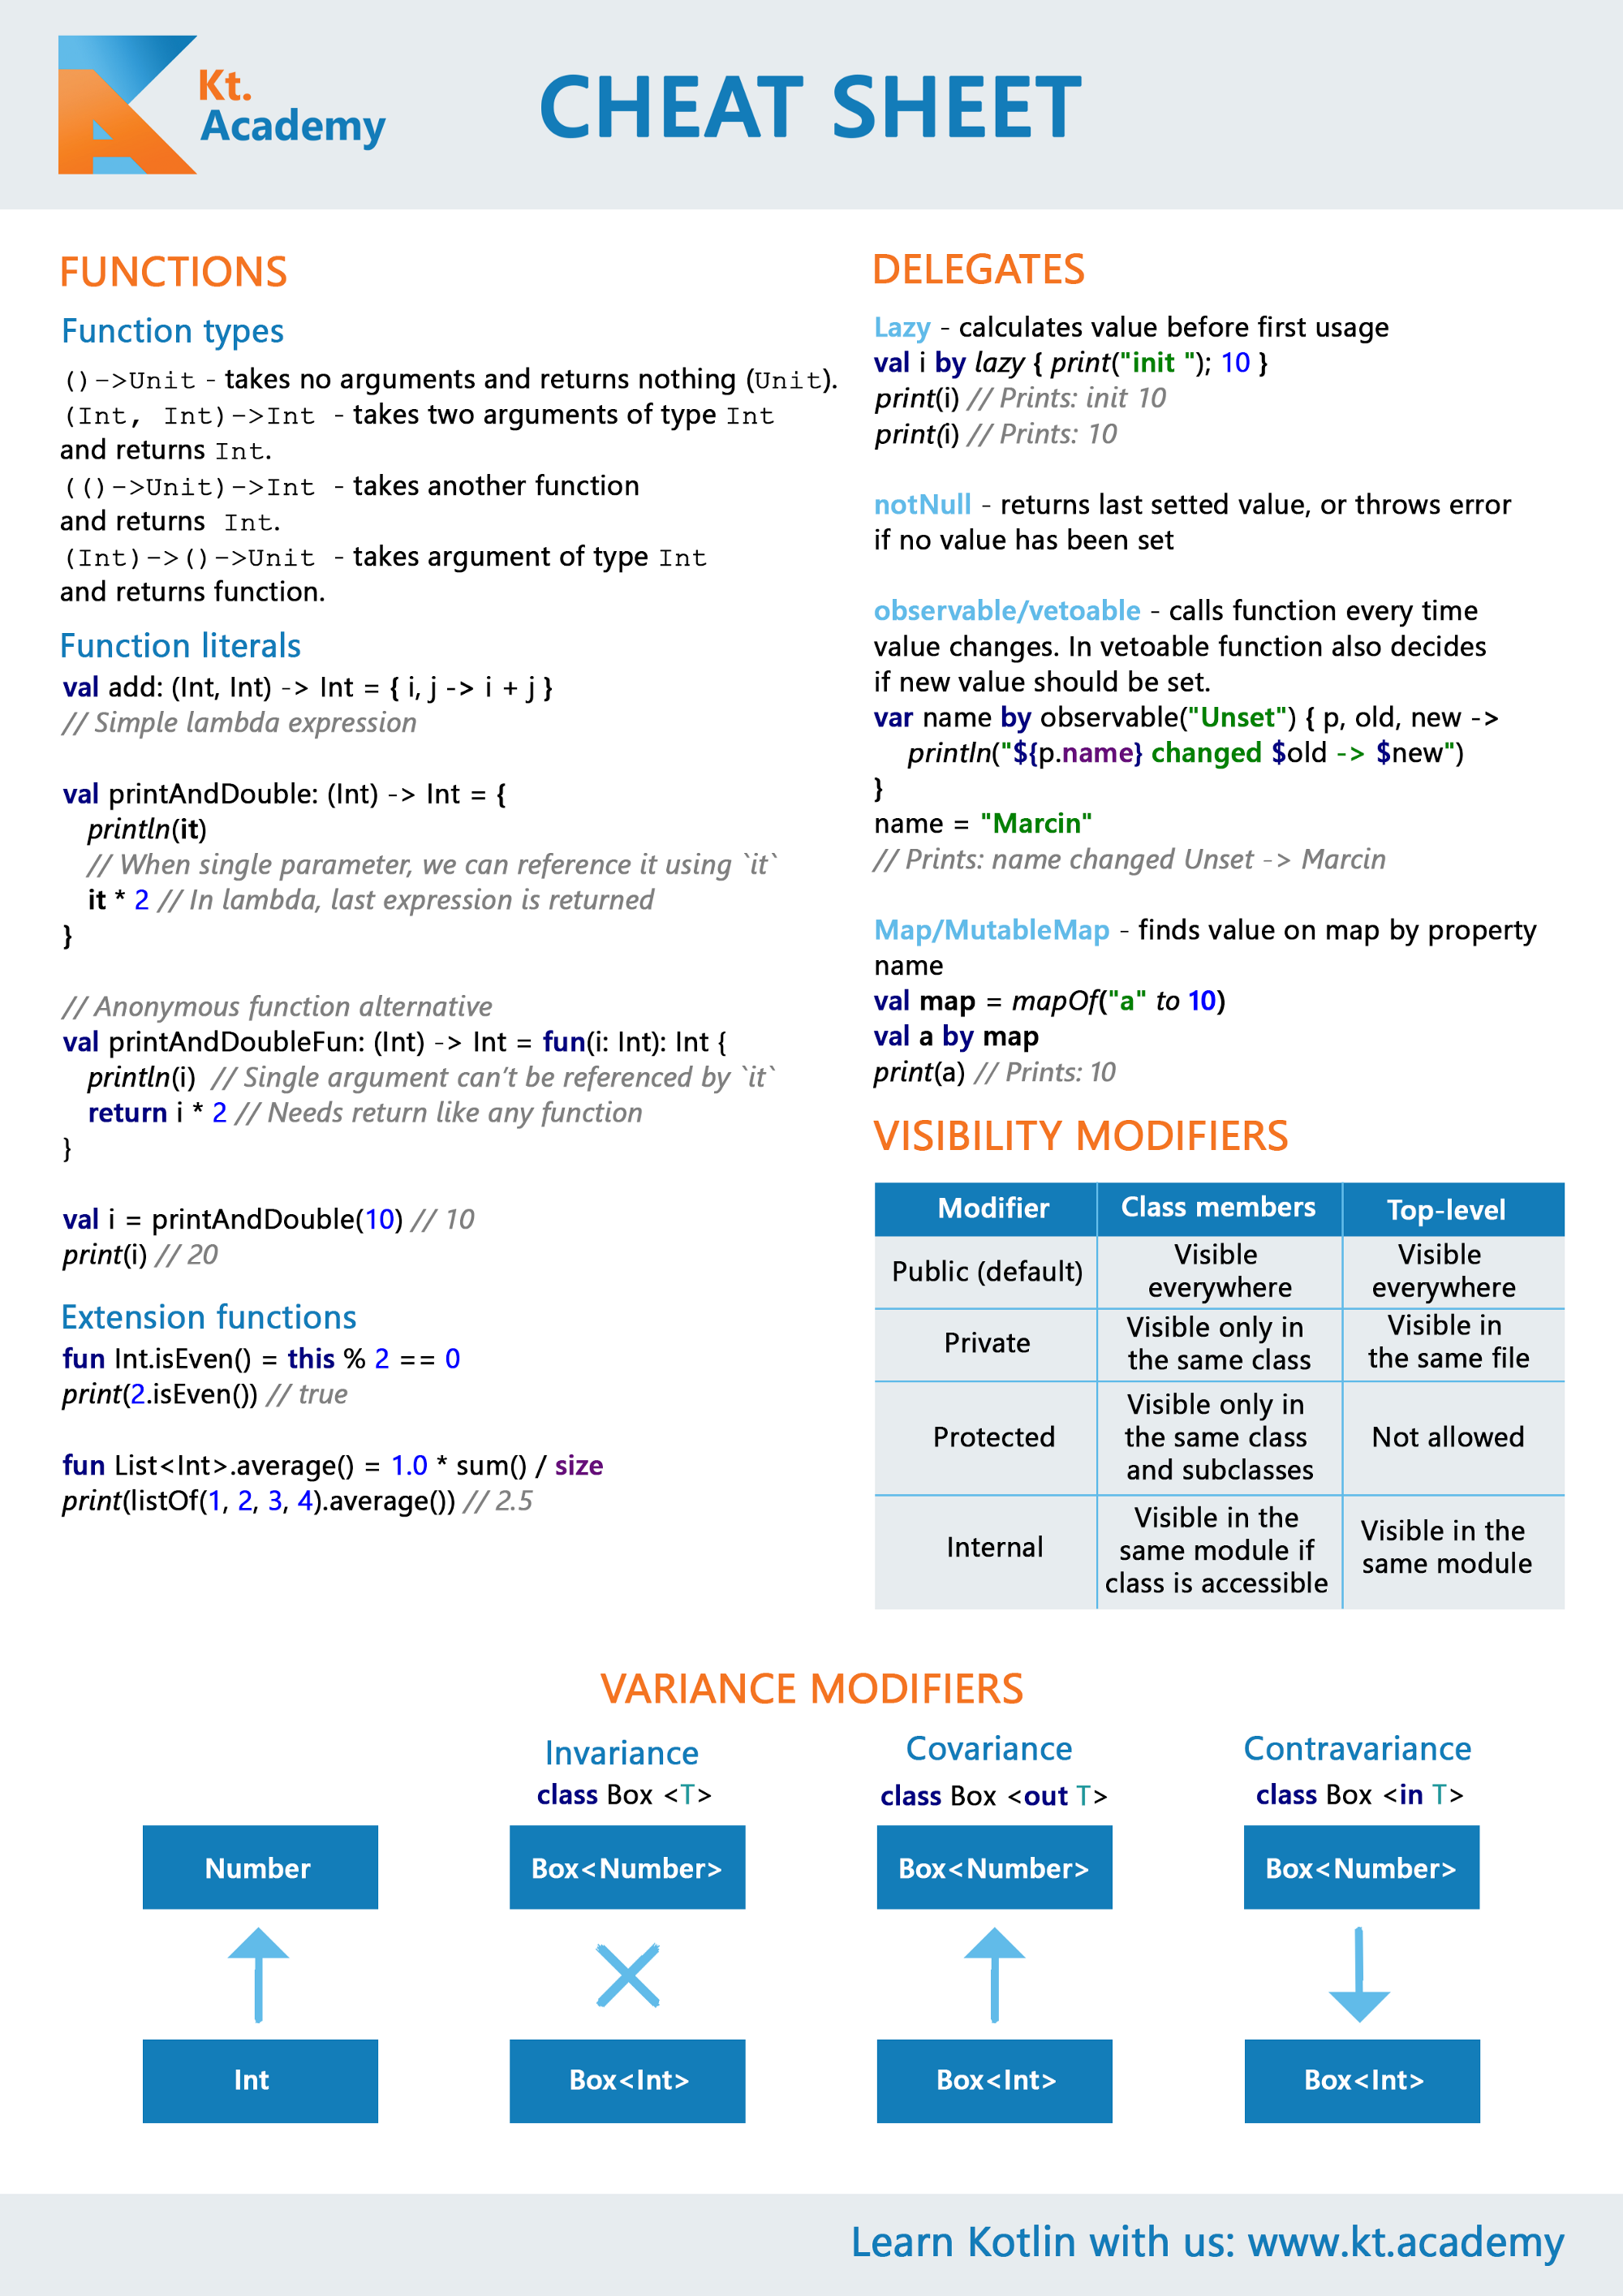 Kt.
Academy
CHEAT SHEET
FUNCTIONS
Function types
()->Unit - takes no arguments and returns nothing (Unit).
(Int, Int)->Int - takes two arguments of type Int
and returns Int.
(()->Unit)->Int - takes another function
and returns Int.
(Int)->()->Unit - takes argument of type Int
and returns function.
Function literals
val add: (Int, Int) -> Int = { i, j -> i + j }
// Simple lambda expression
val printAndDouble: (Int) -> Int = {
println(it)
// When single parameter, we can reference it using `it`
it * 2 // In lambda, last expression is returned
}
// Anonymous function alternative
val printAndDoubleFun: (Int) -> Int = fun(i: Int): Int {
println(i) // Single argument can't be referenced by `it`
return i * 2 // Needs return like any function
}
val i = printAndDouble(10) // 10
print(i) // 20
Extension functions
fun Int.isEven() = this % 2 == 0
print(2.isEven()) // true
fun List<Int>.average() = 1.0 * sum() / size
print(listOf(1, 2, 3, 4).average()) // 2.5
DELEGATES
Lazy - calculates value before first usage
val i by lazy { print("init "); 10 }
print(i) // Prints: init 10
print(i) // Prints: 10
notNull - returns last setted value, or throws error
if no value has been set
observable/vetoable - calls function every time
value changes. In vetoable function also decides
if new value should be set.
var name by observable("Unset") { p, old, new ->
println("${p.name} changed $old -> $new")
}
name = "Marcin"
// Prints: name changed Unset -> Marcin
Map/MutableMap - finds value on map by property
name
val map = mapOf("a" to 10)
val a by map
print(a) // Prints: 10
VISIBILITY MODIFIERS
Modifier Class members Top-level
Public (default)
Visible
everywhere
Visible
everywhere
Private
Visible only in
the same class
Visible in
the same file
Protected
Visible only in
the same class
and subclasses
Not allowed
Internal
Visible in the
same module if
class is accessible
Visible in the
same module
VARIANCE MODIFIERS
Invariance
class Box <T>
Covariance
class Box <out T>
Contravariance
class Box <in T>
Number
Box<Number>
Box<Number>
Box<Number>
Int
Box<Int>
Box<Int>
Box<Int>
Learn Kotlin with us: www.kt.academy